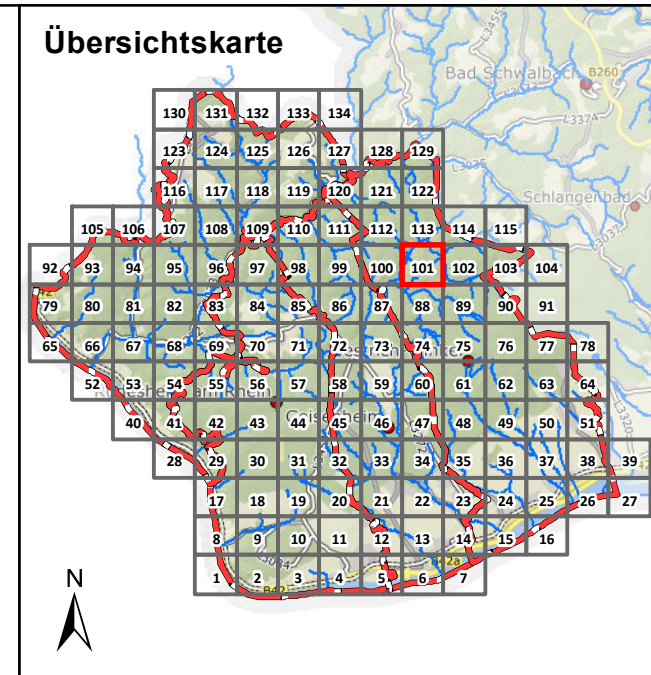 Übersichtskarte
Bad Schwalbach
B260
L3374
L3035
Schlangenbad
L3037
130 131 132 133 134
123 124 125 126 127 128 129
116 117 118 119 120 121 122
105 106 107 108 109 110 111 112 113 114 115
92 93 94 95 96 97 98 99 100 101 102 103 104
79 80 81 82 83 84 85 86 87 88 89 90 91
65 66 67 68 69 70 71 72 73 74 75 76 77 78
52 53 54 55 56 57 58 59 60 61 62 63 64
40 41 42 43 44 45 46 47 48 49 50 51
28 29 30 31 32 33 34 35 36 37 38 39
17 18 19 20 21 22 23 24 25 26 27
8 9 10 11 12 13 14 15 16
1 2 3 4 5 6 7
Geisenheim
L3320
L3034
B42
B42a
N